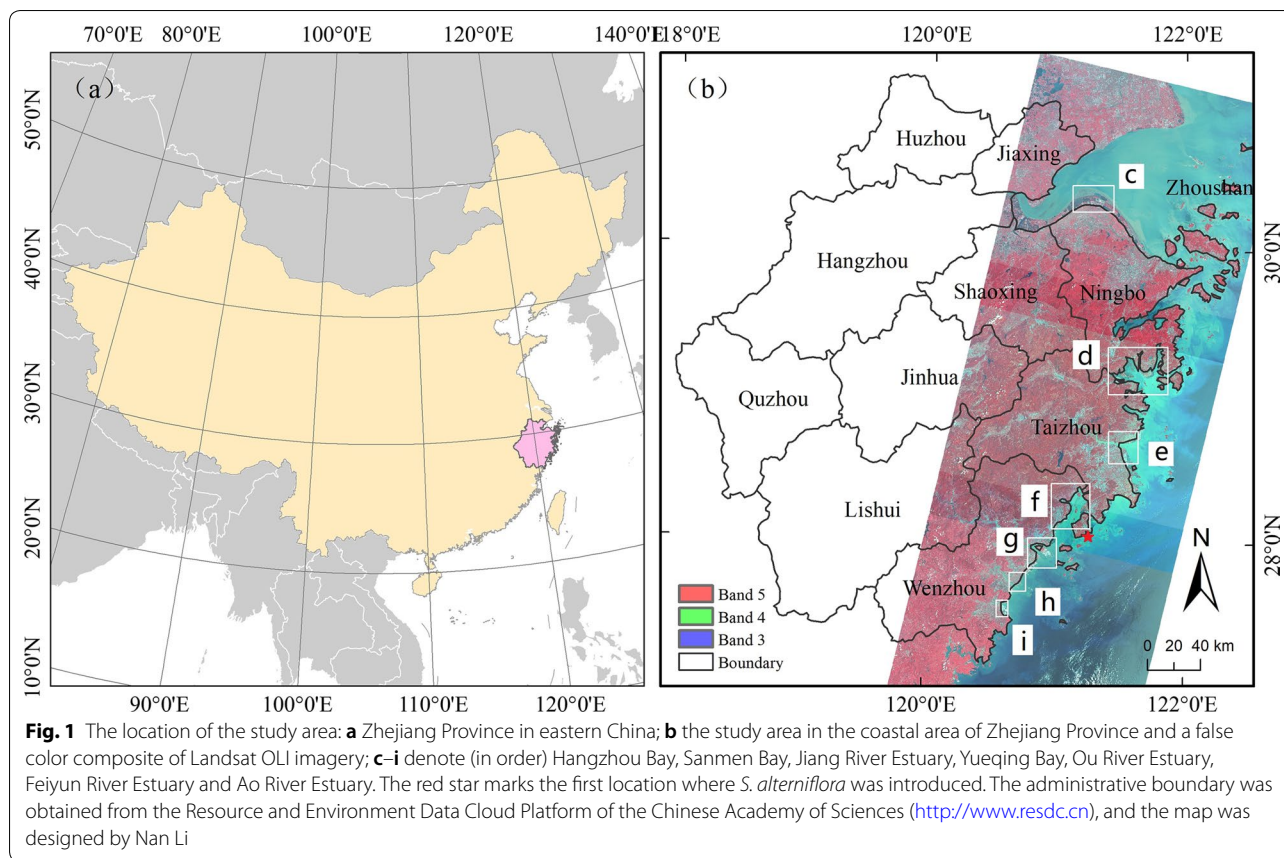 70°0'E 80°0'E 100°0'E 120°0'E 140°0'E
118°0'E 120°0'E 122°0'E
(a)
50°0'N
40°0'N
30°0'N
20°0'N
10°0'N
90°0'E 100°0'E 110°0'E 120°0'E
(b)
Huzhou
Jiaxing
c
Zhoushan
30°0'N
Hangzhou
Shaoxing
Ningbo
d
Jinhua
Quzhou
Taizhou
e
f
Lishui
g
28°0'N
N
Wenzhou
h
i
Band 5
Band 4
Band 3
Boundary
0 20 40 km
120°0'E 122°0'E
Fig. 1 The location of the study area: a Zhejiang Province in eastern China; b the study area in the coastal area of Zhejiang Province and a false
color composite of Landsat OLI imagery; c–i denote (in order) Hangzhou Bay, Sanmen Bay, Jiang River Estuary, Yueqing Bay, Ou River Estuary,
Feiyun River Estuary and Ao River Estuary. The red star marks the first location where S. alterniflora was introduced. The administrative boundary was
obtained from the Resource and Environment Data Cloud Platform of the Chinese Academy of Sciences (http://www.resdc.cn), and the map was
designed by Nan Li